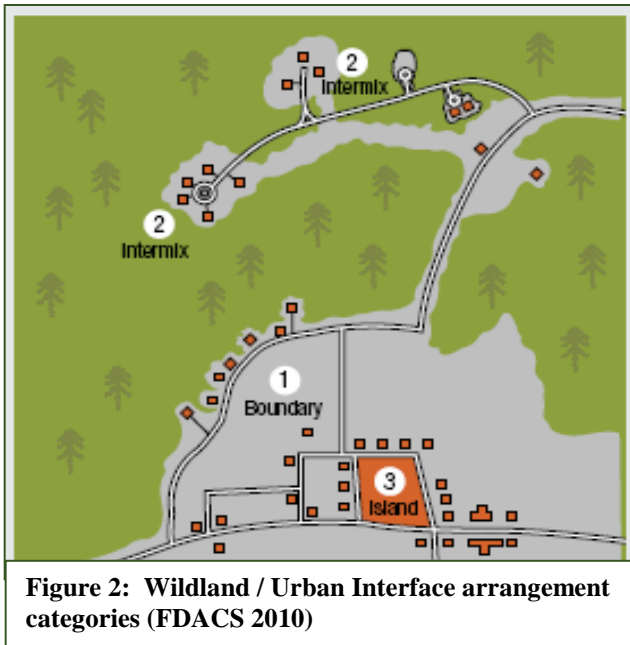 2
Intermix
2
Intermix
1
Boundary
3
Island
Figure 2:  Wildland / Urban Interface arrangement
categories (FDACS 2010)